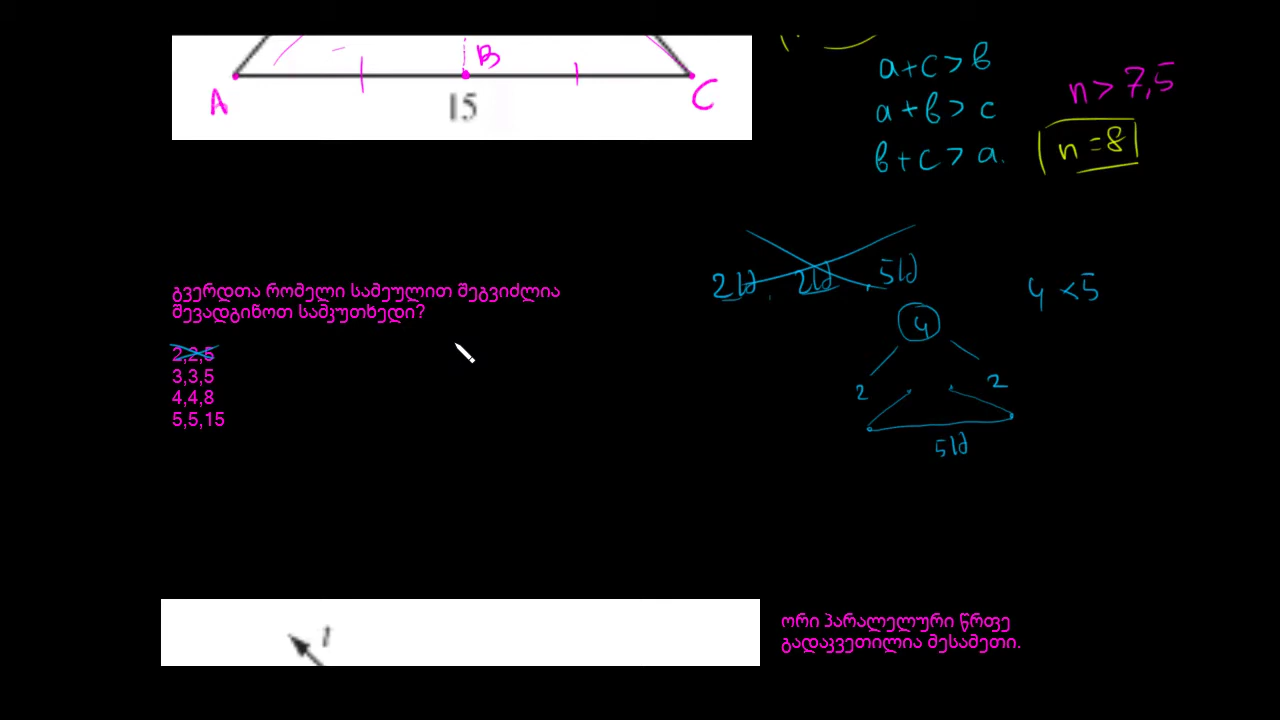 B
A
C
15
a+c>b
a+b>c
b+c>a.
n>7,5
n=8
2სმ, 2სმ, 5სმ
4<5
გვერდთა რომელი სამეულით შეგვიძლია
შევადგინოთ სამკუთხედი?
2,2,5
3,3,5
4,4,8
5,5,15
4
2
2
5სმ
t
ორი პარალელური წრფე
გადაკვეთილია მესამეთი.